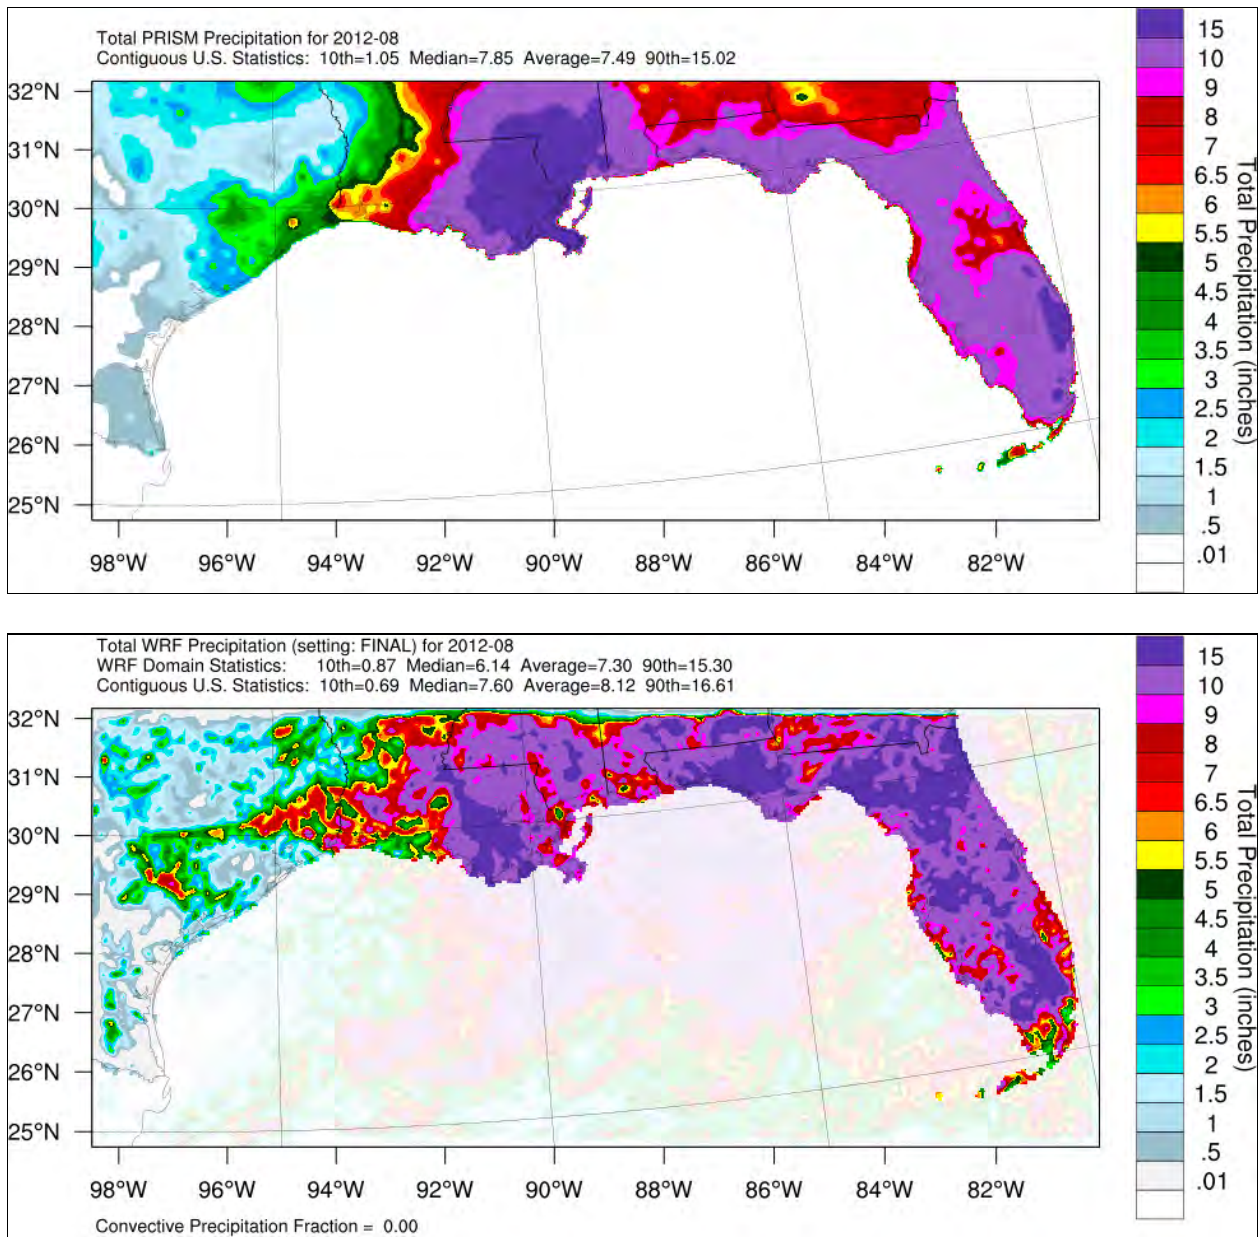 Total PRISM Precipitation for 2012-08
Contiguous U.S. Statistics: 10th=1.05 Median=7.85 Average=7.49 90th=15.02
32°N
31°N
30°N
29°N
28°N
27°N
26°N
25°N
98°W 96°W 94°W 92°W 90°W 88°W 86°W 84°W 82°W
15
10
9
8
7
6.5
6
5.5
5
4.5
4
3.5
3
2.5
2
1.5
1
.5
.01
Total Precipitation (inches)
Total WRF Precipitation (setting: FINAL) for 2012-08
WRF Domain Statistics: 10th=0.87 Median=6.14 Average=7.30 90th=15.30
Contiguous U.S. Statistics: 10th=0.69 Median=7.60 Average=8.12 90th=16.61
32°N
31°N
30°N
29°N
28°N
27°N
26°N
25°N
98°W 96°W 94°W 92°W 90°W 88°W 86°W 84°W 82°W
15
10
9
8
7
6.5
6
5.5
5
4.5
4
3.5
3
2.5
2
1.5
1
.5
.01
Total Precipitation (inches)
Convective Precipitation Fraction = 0.00